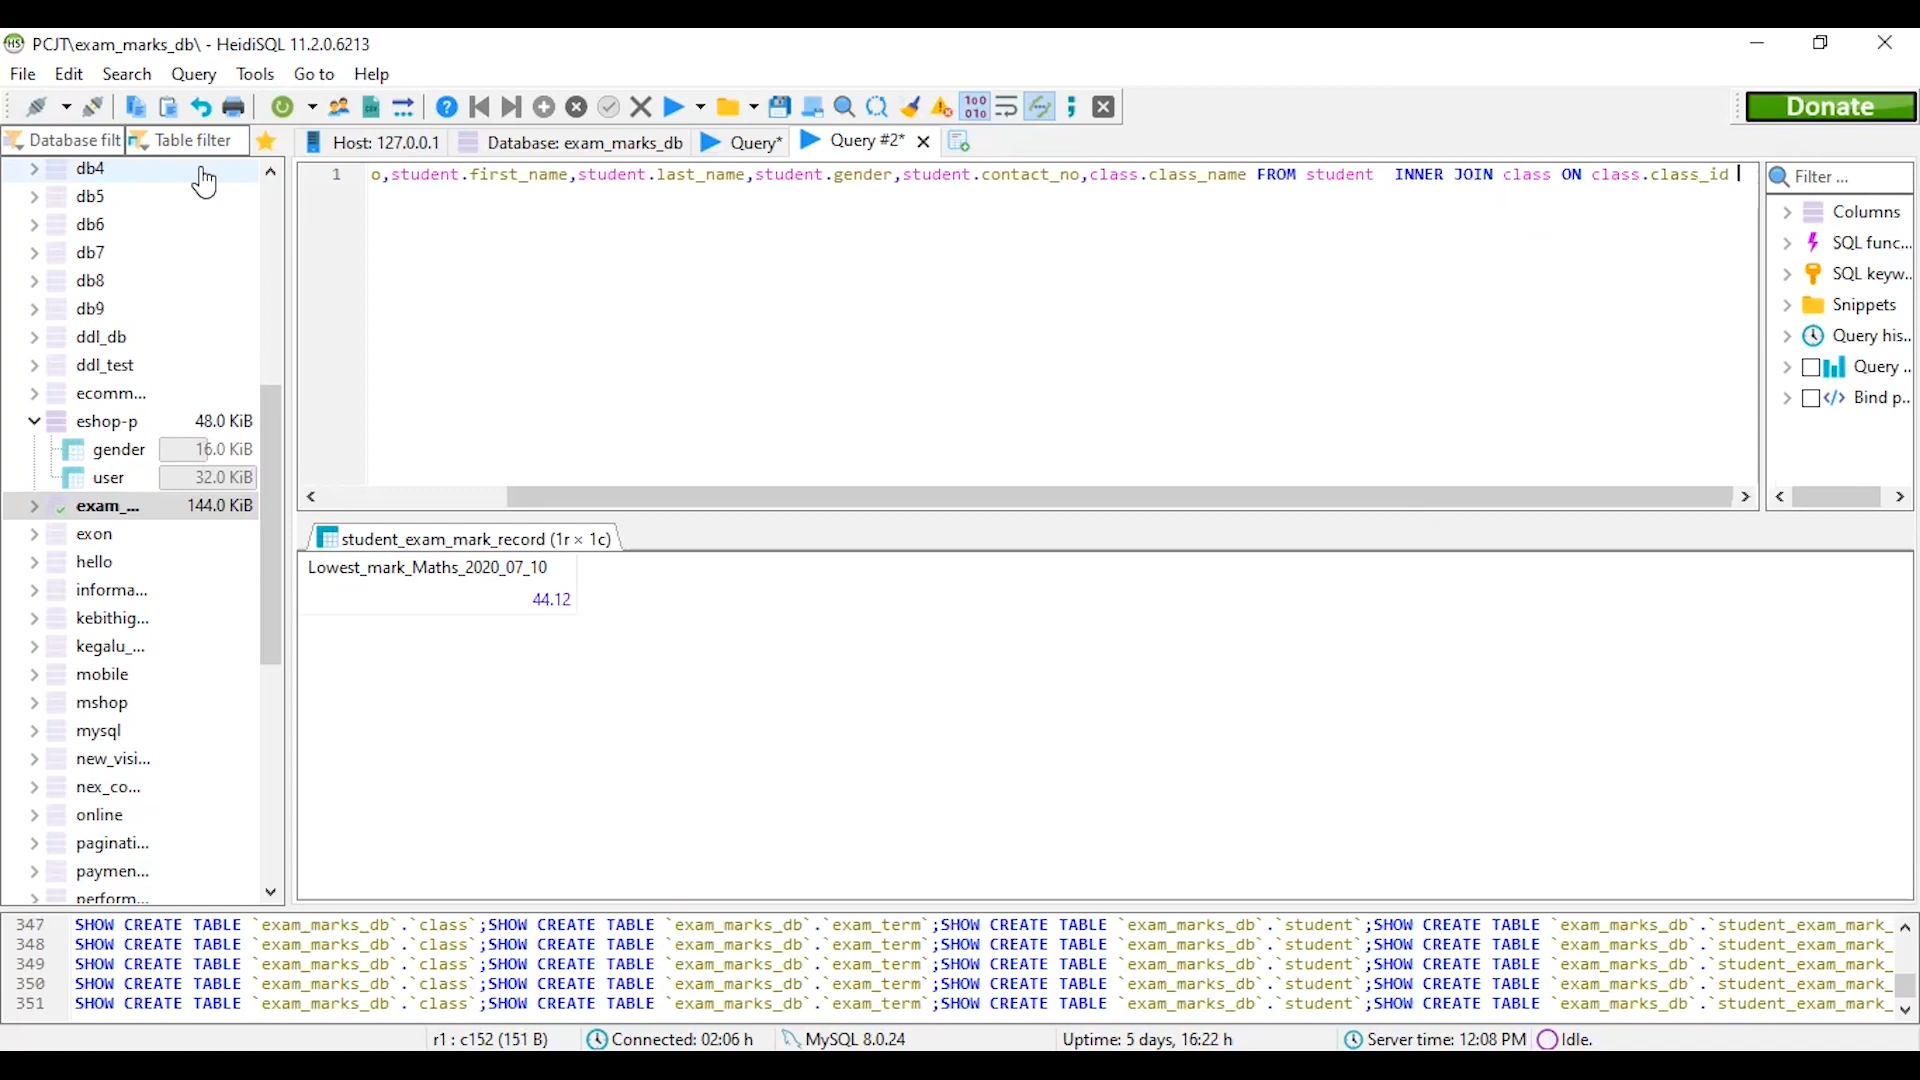 PCJT\exam_marks_db\ - HeidiSQL 11.2.0.6213
File Edit Search Query Tools Go to Help
Donate
Database filt Table filter Host: 127.0.0.1 Database: exam_marks_db Query* Query #2*
1 o,student.first_name,student.last_name,student.gender,student.contact_no,class.class_name FROM student  INNER JOIN class ON class.class_id
Filter ...
Columns
SQL func...
SQL keyw..
Snippets
Query his..
Query ..
Bind p..
db4
db5
db6
db7
db8
db9
ddl_db
ddl_test
ecomm...
eshop-p 48.0 KiB
gender 16.0 KiB
user 32.0 KiB
exam_... 144.0 KiB
exon
hello
informa...
kebithig...
kegalu_...
mobile
mshop
mysql
new_visi...
nex_co...
online
paginati...
paymen...
perform...
student_exam_mark_record (1r × 1c)
Lowest_mark_Maths_2020_07_10
44.12
347 SHOW CREATE TABLE `exam_marks_db`.`class`;SHOW CREATE TABLE `exam_marks_db`.`exam_term`;SHOW CREATE TABLE `exam_marks_db`.`student`;SHOW CREATE TABLE `exam_marks_db`.`student_exam_mark_
348 SHOW CREATE TABLE `exam_marks_db`.`class`;SHOW CREATE TABLE `exam_marks_db`.`exam_term`;SHOW CREATE TABLE `exam_marks_db`.`student`;SHOW CREATE TABLE `exam_marks_db`.`student_exam_mark_
349 SHOW CREATE TABLE `exam_marks_db`.`class`;SHOW CREATE TABLE `exam_marks_db`.`exam_term`;SHOW CREATE TABLE `exam_marks_db`.`student`;SHOW CREATE TABLE `exam_marks_db`.`student_exam_mark_
350 SHOW CREATE TABLE `exam_marks_db`.`class`;SHOW CREATE TABLE `exam_marks_db`.`exam_term`;SHOW CREATE TABLE `exam_marks_db`.`student`;SHOW CREATE TABLE `exam_marks_db`.`student_exam_mark_
351 SHOW CREATE TABLE `exam_marks_db`.`class`;SHOW CREATE TABLE `exam_marks_db`.`exam_term`;SHOW CREATE TABLE `exam_marks_db`.`student`;SHOW CREATE TABLE `exam_marks_db`.`student_exam_mark_
r1 : c152 (151 B) Connected: 02:06 h MySQL 8.0.24 Uptime: 5 days, 16:22 h Server time: 12:08 PM Idle.